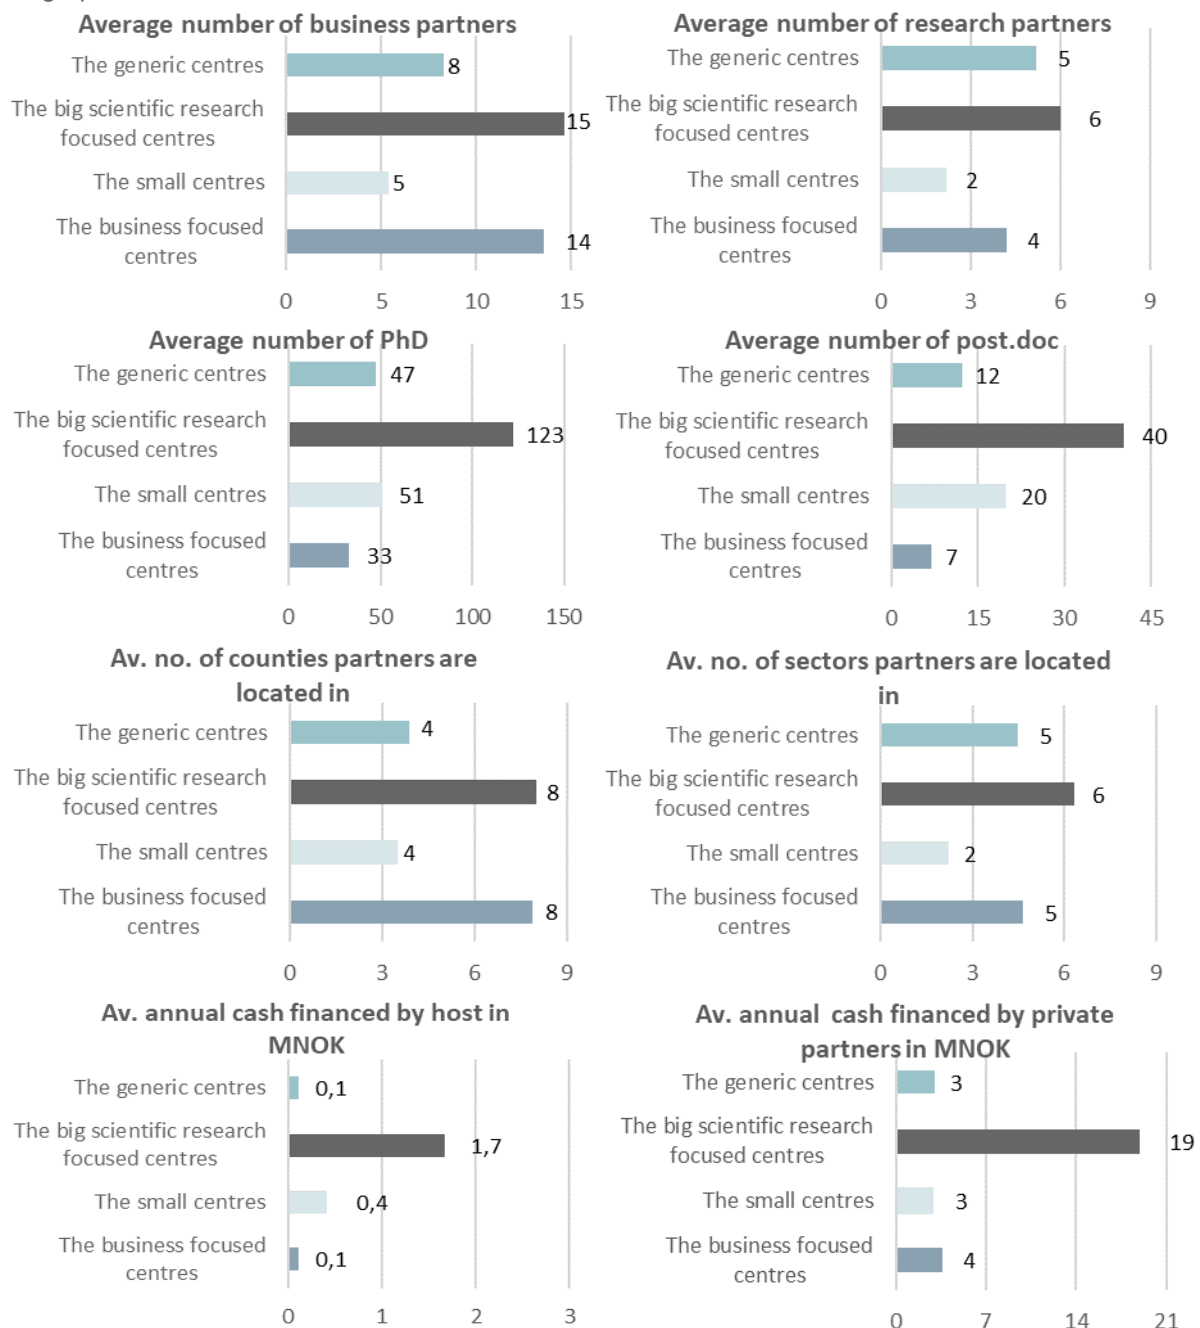 Average number of business partners
The generic centres
8
The big scientific research
focused centres
15
The small centres
5
The business focused
centres
14
0 5 10 15
Average number of research partners
The generic centres
5
The big scientific research
focused centres
6
The small centres
2
The business focused
centres
4
0 3 6 9
Average number of PhD
The generic centres
47
The big scientific research
focused centres
123
The small centres
51
The business focused
centres
33
0 50 100 150
Average number of post.doc
The generic centres
12
The big scientific research
focused centres
40
The small centres
20
The business focused
centres
7
0 15 30 45
Av. no. of counties partners are
located in
The generic centres
4
The big scientific research
focused centres
8
The small centres
4
The business focused
centres
8
0 3 6 9
Av. no. of sectors partners are located
in
The generic centres
5
The big scientific research
focused centres
6
The small centres
2
The business focused
centres
5
0 3 6 9
Av. annual cash financed by host in
MNOK
The generic centres
0,1
The big scientific research
focused centres
1,7
The small centres
0,4
The business focused
centres
0,1
0 1 2 3
Av. annual cash financed by private
partners in MNOK
The generic centres
3
The big scientific research
focused centres
19
The small centres
3
The business focused
centres
4
0 7 14 21